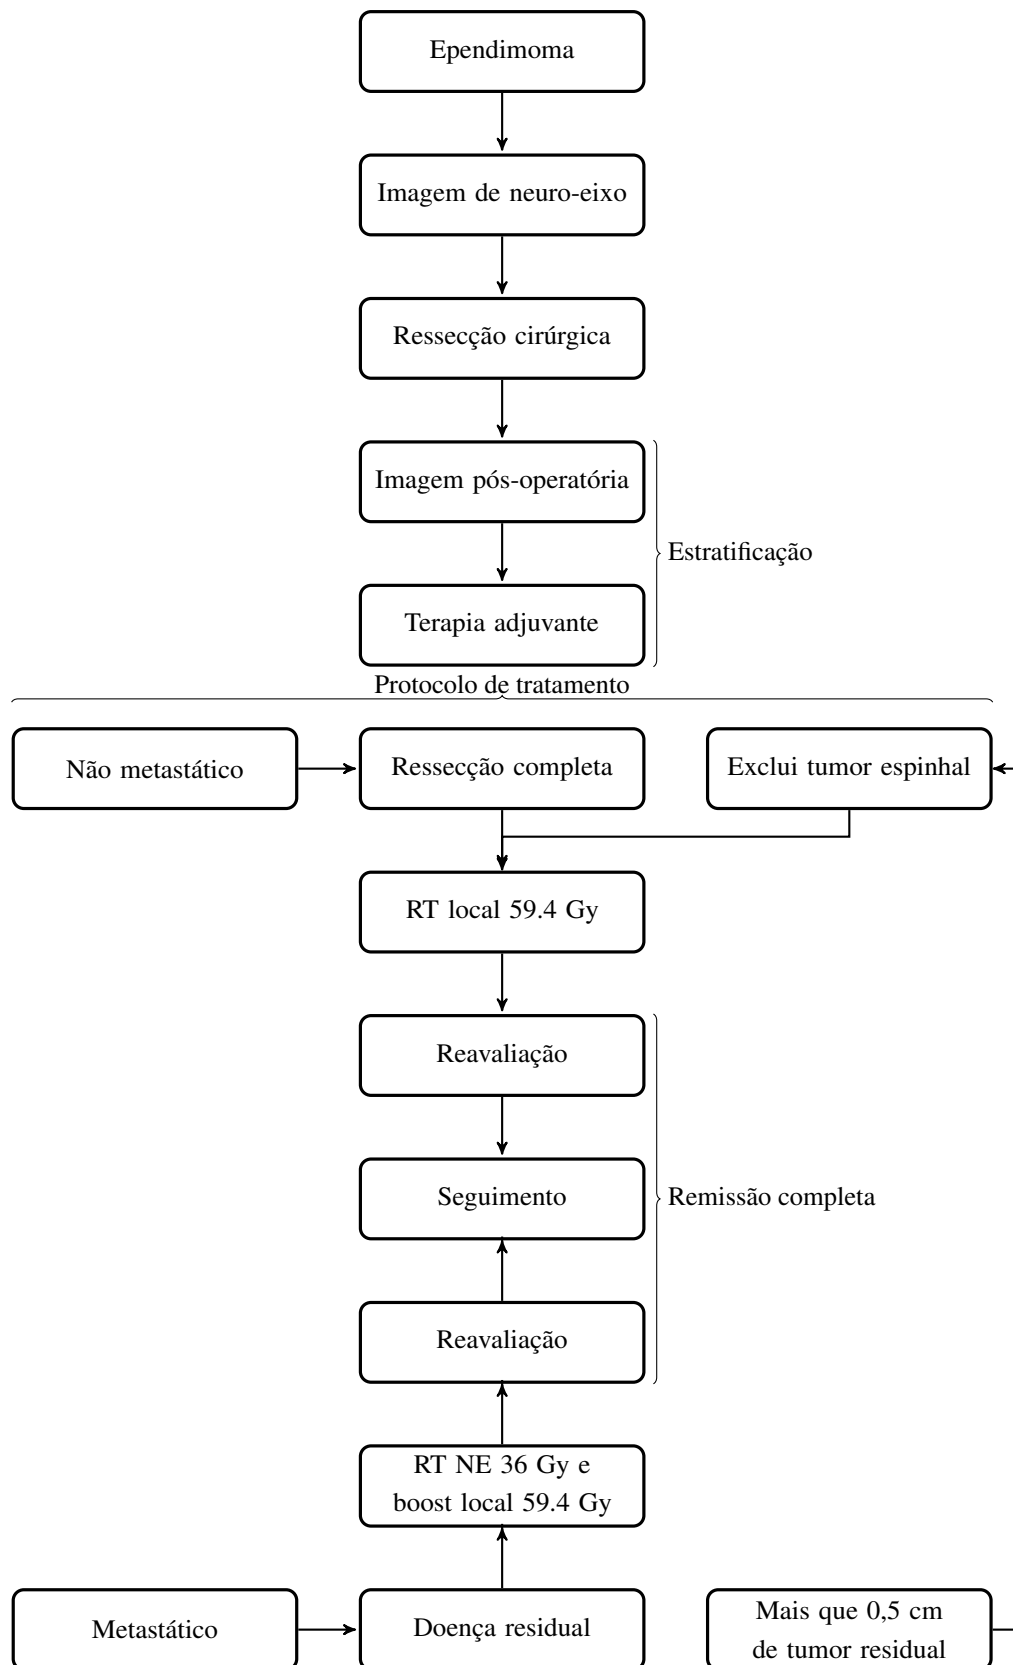 Ependimoma
Imagem de neuro-eixo
Ressecção cirúrgica
Imagem pós-operatória
Estratificação
Terapia adjuvante
Protocolo de tratamento
Não metastático
Ressecção completa
Exclui tumor espinhal
RT local 59.4 Gy
Reavaliação
Seguimento
Remissão completa
Reavaliação
RT NE 36 Gy e
boost local 59.4 Gy
Metastático
Doença residual
Mais que 0,5 cm
de tumor residual